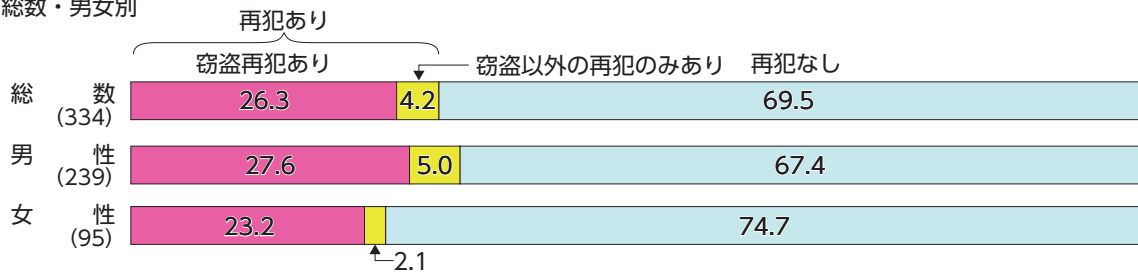 総数・男女別
再犯あり
窃盗再犯あり 窃盗以外の再犯のみあり 再犯なし
総数 26.3 4.2 69.5
(334)
男性 27.6 5.0 67.4
(239)
女性 23.2 74.7
(95)
2.1